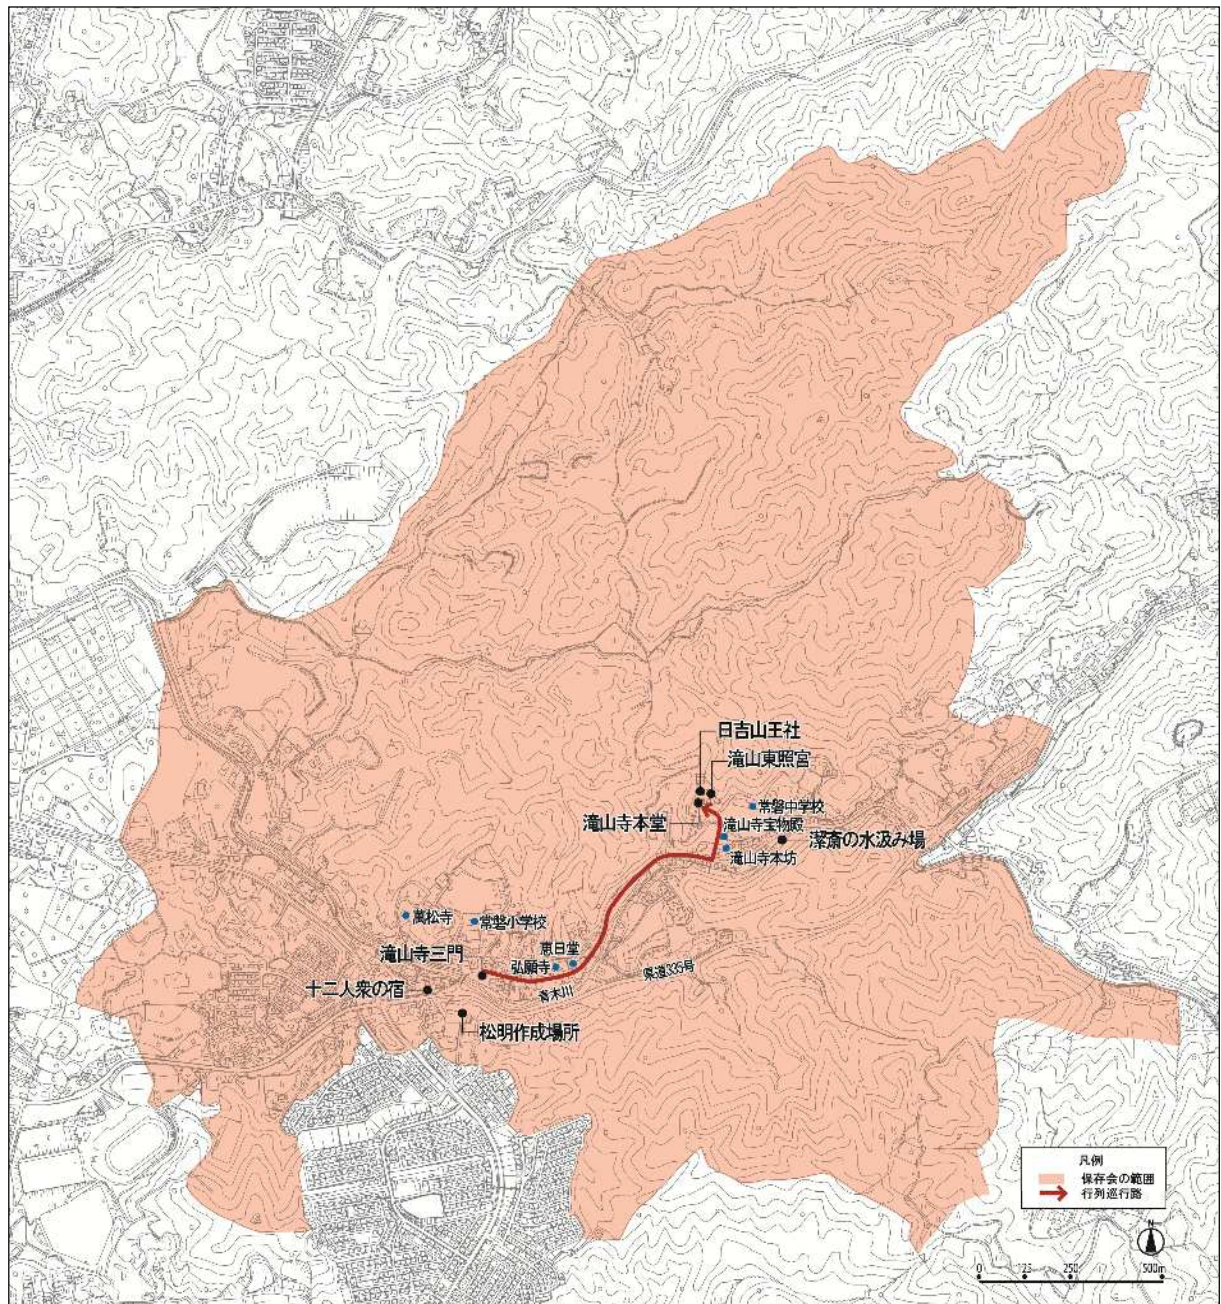 日吉山王社
滝山東照宮
常磐中学校
滝山寺本堂
滝山寺宝物殿
潔斎の水汲み場
滝山寺本坊
萬松寺
常磐小学校
滝山寺三門
恵日堂
弘願寺
県道335号
十二人衆の宿
青木川
松明作成場所
凡例
保存会の範囲
行列巡行路
N
0 125 250 500m